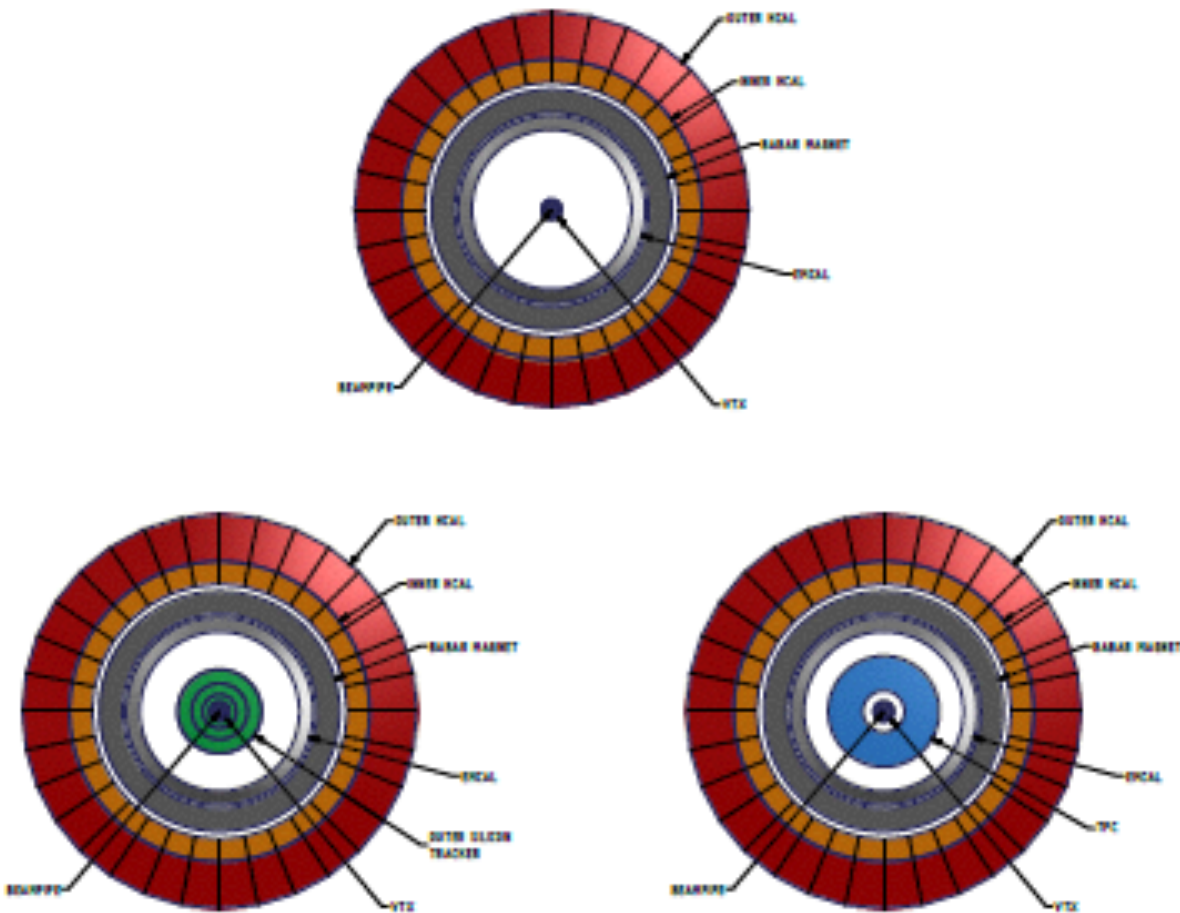 OUTER HCAL
INNER HCAL
BABAR MAGNET
EMCAL
BEAMPIPE
VTX
OUTER HCAL
INNER HCAL
BABAR MAGNET
EMCAL
OUTER SILICON
TRACKER
BEAMPIPE
VTX
OUTER HCAL
INNER HCAL
BABAR MAGNET
EMCAL
TPC
BEAMPIPE
VTX